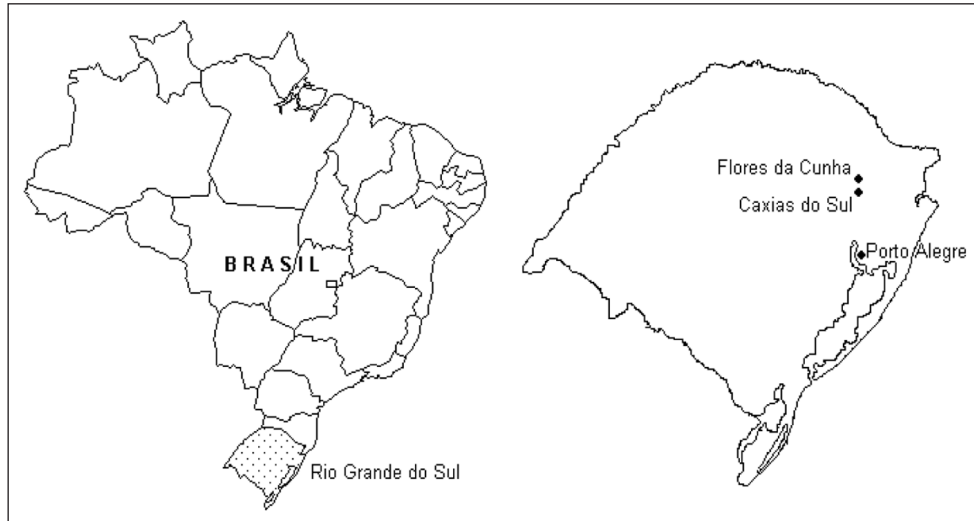 BRASIL
Rio Grande do Sul
Flores da Cunha
Caxias do Sul
Porto Alegre